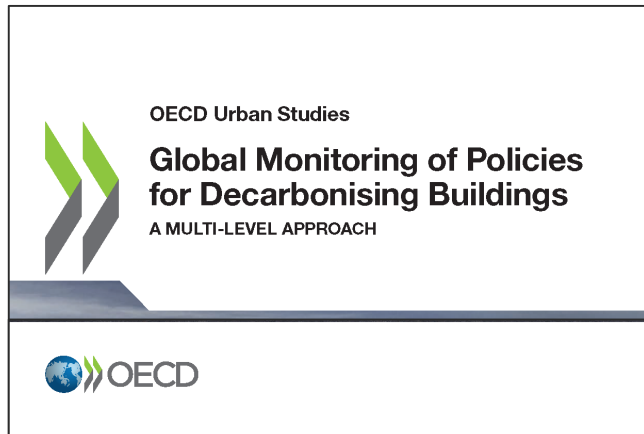 OECD Urban Studies
Global Monitoring of Policies
for Decarbonising Buildings
A MULTI-LEVEL APPROACH
OECD